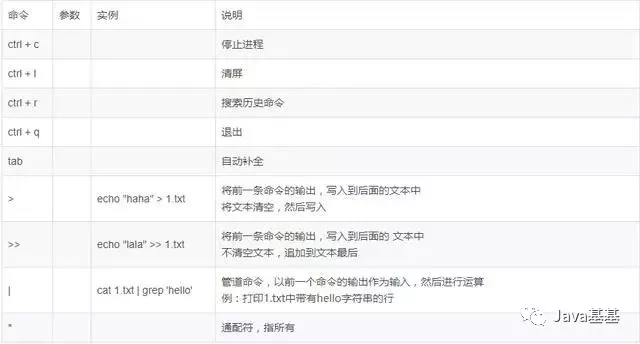 命令 参数 实例 说明
ctrl + c 停止进程
ctrl + l 清屏
ctrl + r 搜索历史命令
ctrl + q 退出
tab 自动补全
> echo "haha" > 1.txt 将前一条命令的输出，写入到后面的文本中
将文本清空，然后写入
>> echo "lala" >> 1.txt 将前一条命令的输出，写入到后面的 文本中
不清空文本，追加到文本最后
| cat 1.txt | grep 'hello' 管道命令，以前一个命令的输出作为输入，然后进行运算
例：打印1.txt中带有hello字符串的行
* 通配符，指所有
Java基基